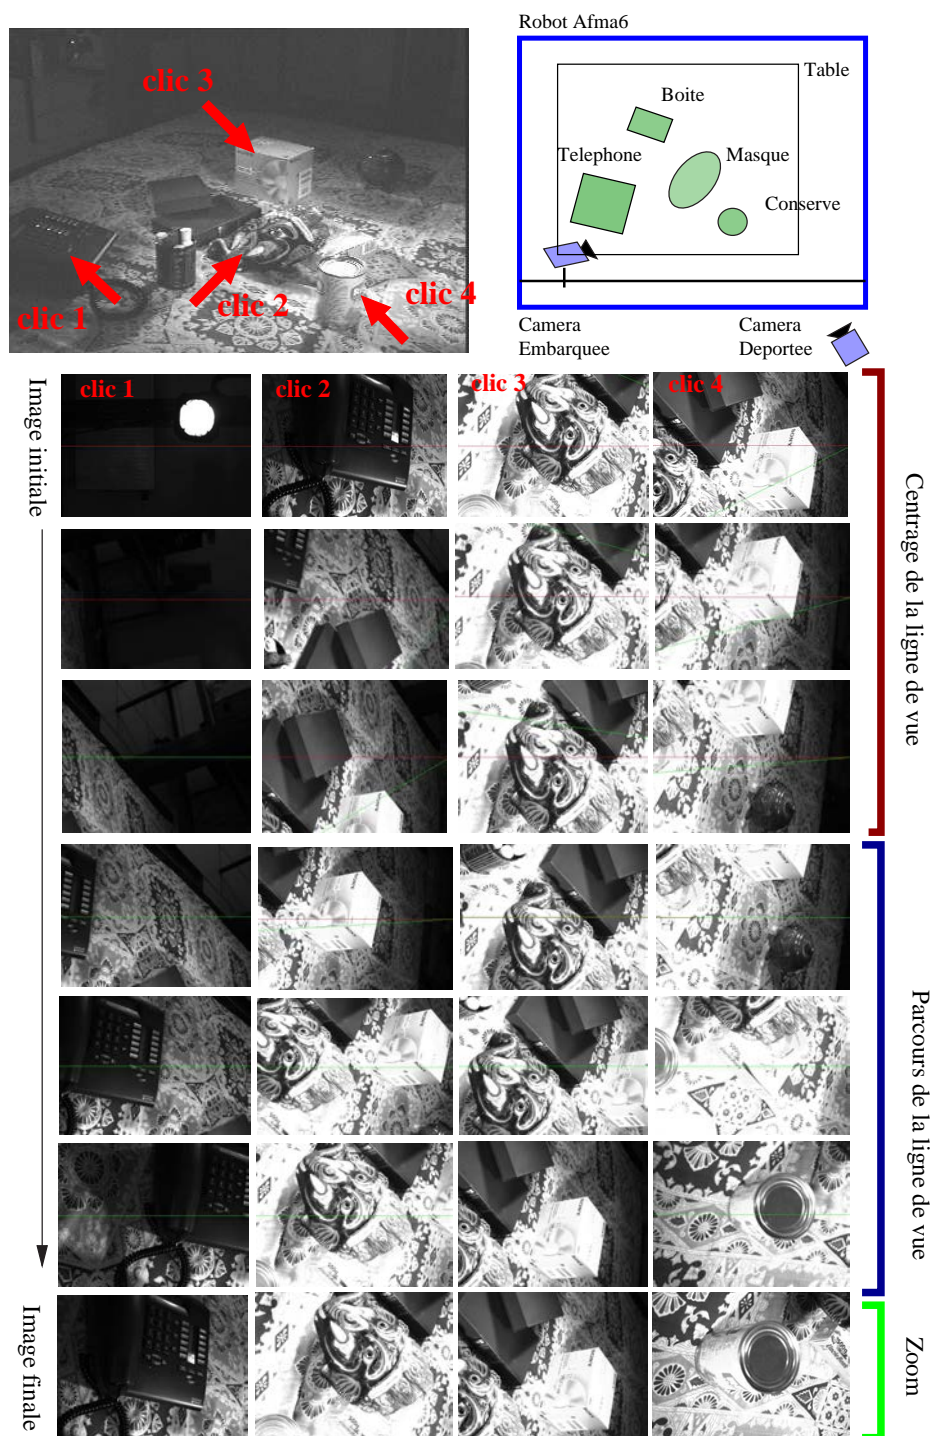 clic 3
clic 1
clic 2
clic 4
Robot Afma6
Table
Boite
Telephone
Masque
Conserve
Camera
Embarquee
Camera
Deportee
clic 1
clic 2
clic 3
clic 4
Image initiale
Image finale
Centrage de la ligne de vue
Parcours de la ligne de vue
Zoom